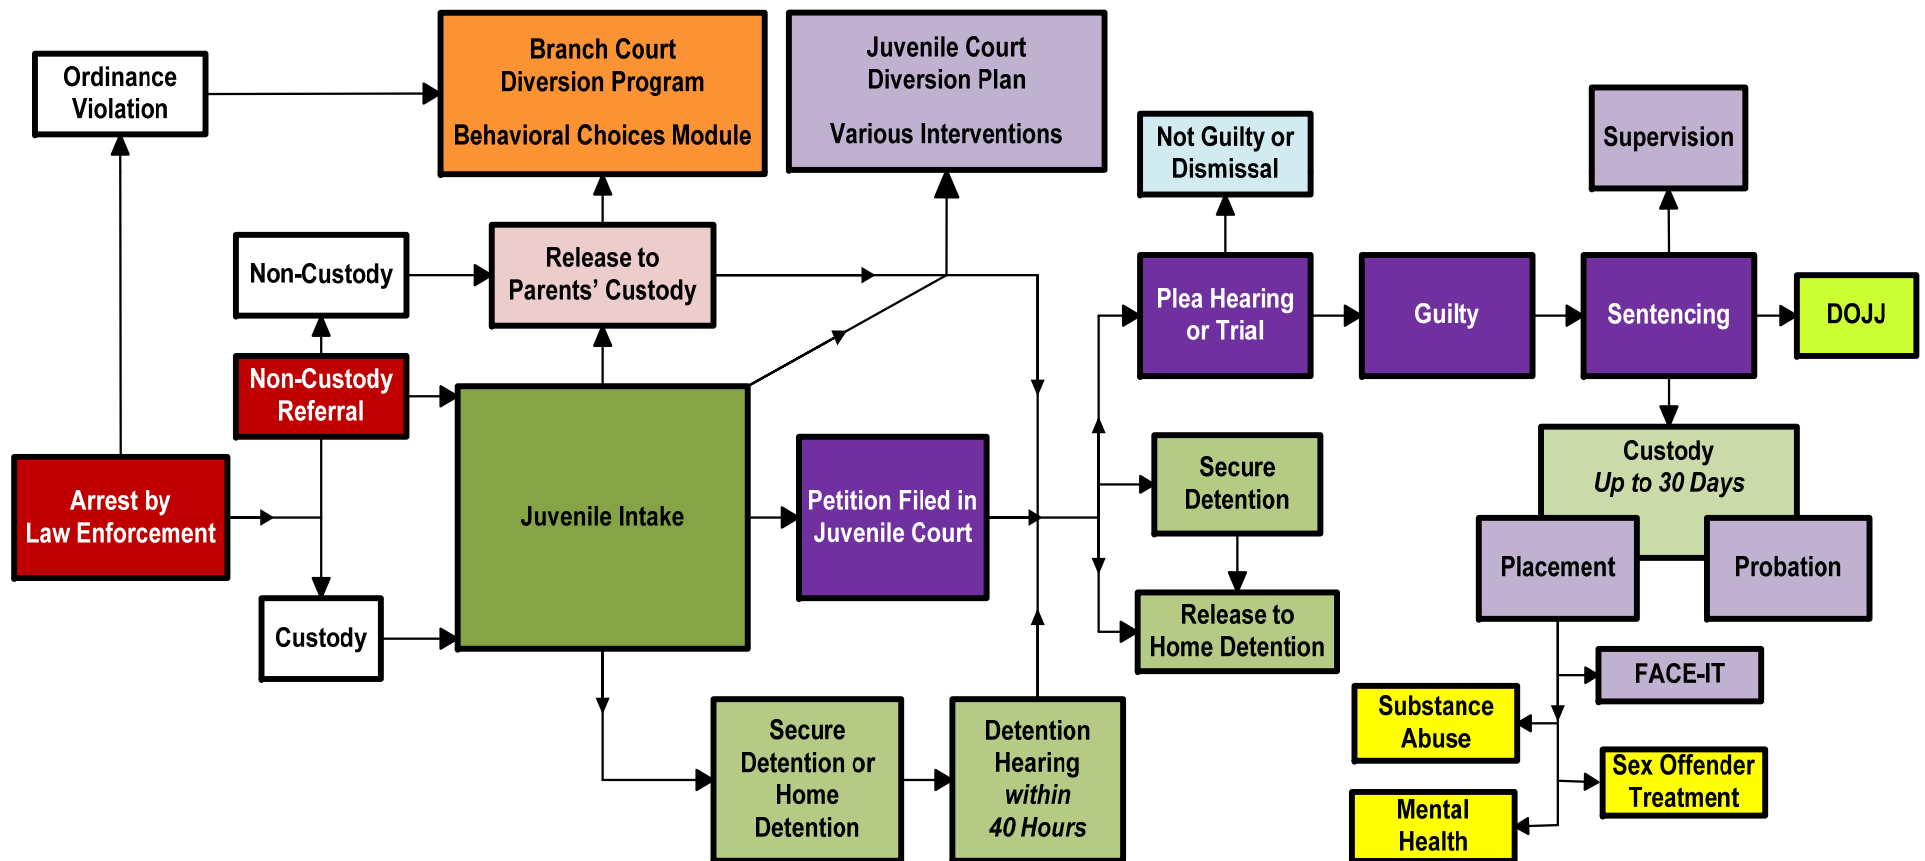 Ordinance
Violation
Branch Court
Diversion Program
Behavioral Choices Module
Juvenile Court
Diversion Plan
Various Interventions
Not Guilty or
Dismissal
Supervision
Non-Custody
Release to
Parents’ Custody
Plea Hearing
or Trial
Guilty
Sentencing
DOJJ
Non-Custody
Referral
Arrest by
Law Enforcement
Juvenile Intake
Petition Filed in
Juvenile Court
Secure
Detention
Custody
Up to 30 Days
Placement
Probation
Custody
Release to
Home Detention
FACE-IT
Secure
Detention or
Home
Detention
Detention
Hearing
within
40 Hours
Substance
Abuse
Sex Offender
Treatment
Mental
Health